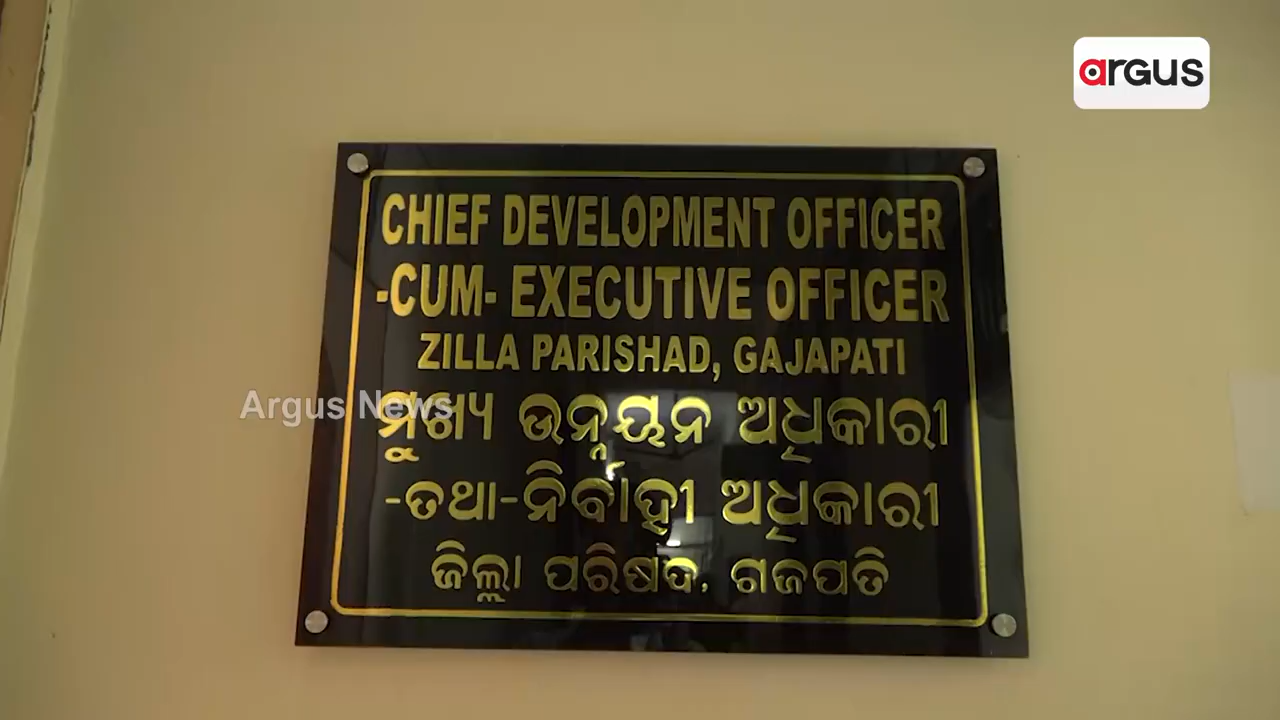 argus
CHIEF DEVELOPMENT OFFICER
-CUM- EXECUTIVE OFFICER
ZILLA PARISHAD, GAJAPATI
Argus News
ମୁଖ୍ୟ ଉନ୍ନୟନ ଅଧିକାରୀ
-ତଥା-ନିର୍ବାହୀ ଅଧିକାରୀ
ଜିଲ୍ଲା ପରିଷଦ, ଗଜପତି